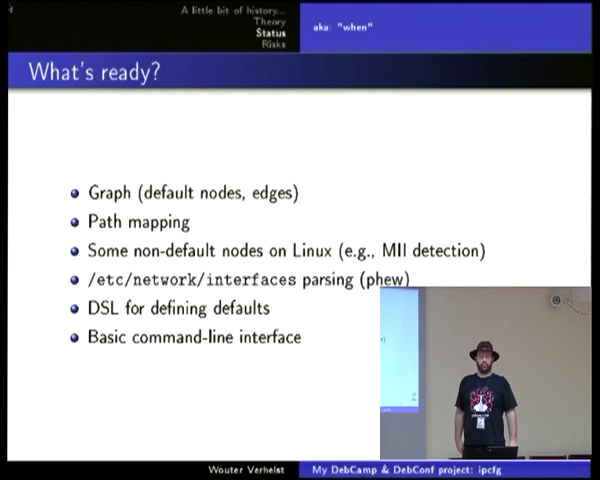 A little bit of history...
Theory
Status
Risks
aka: "when"
What's ready?
Graph (default nodes, edges)
Path mapping
Some non-default nodes on Linux (e.g., MII detection)
/etc/network/interfaces parsing (phew)
DSL for defining defaults
Basic command-line interface
Wouter Verhelst
My DebCamp & DebConf project: ipcfg